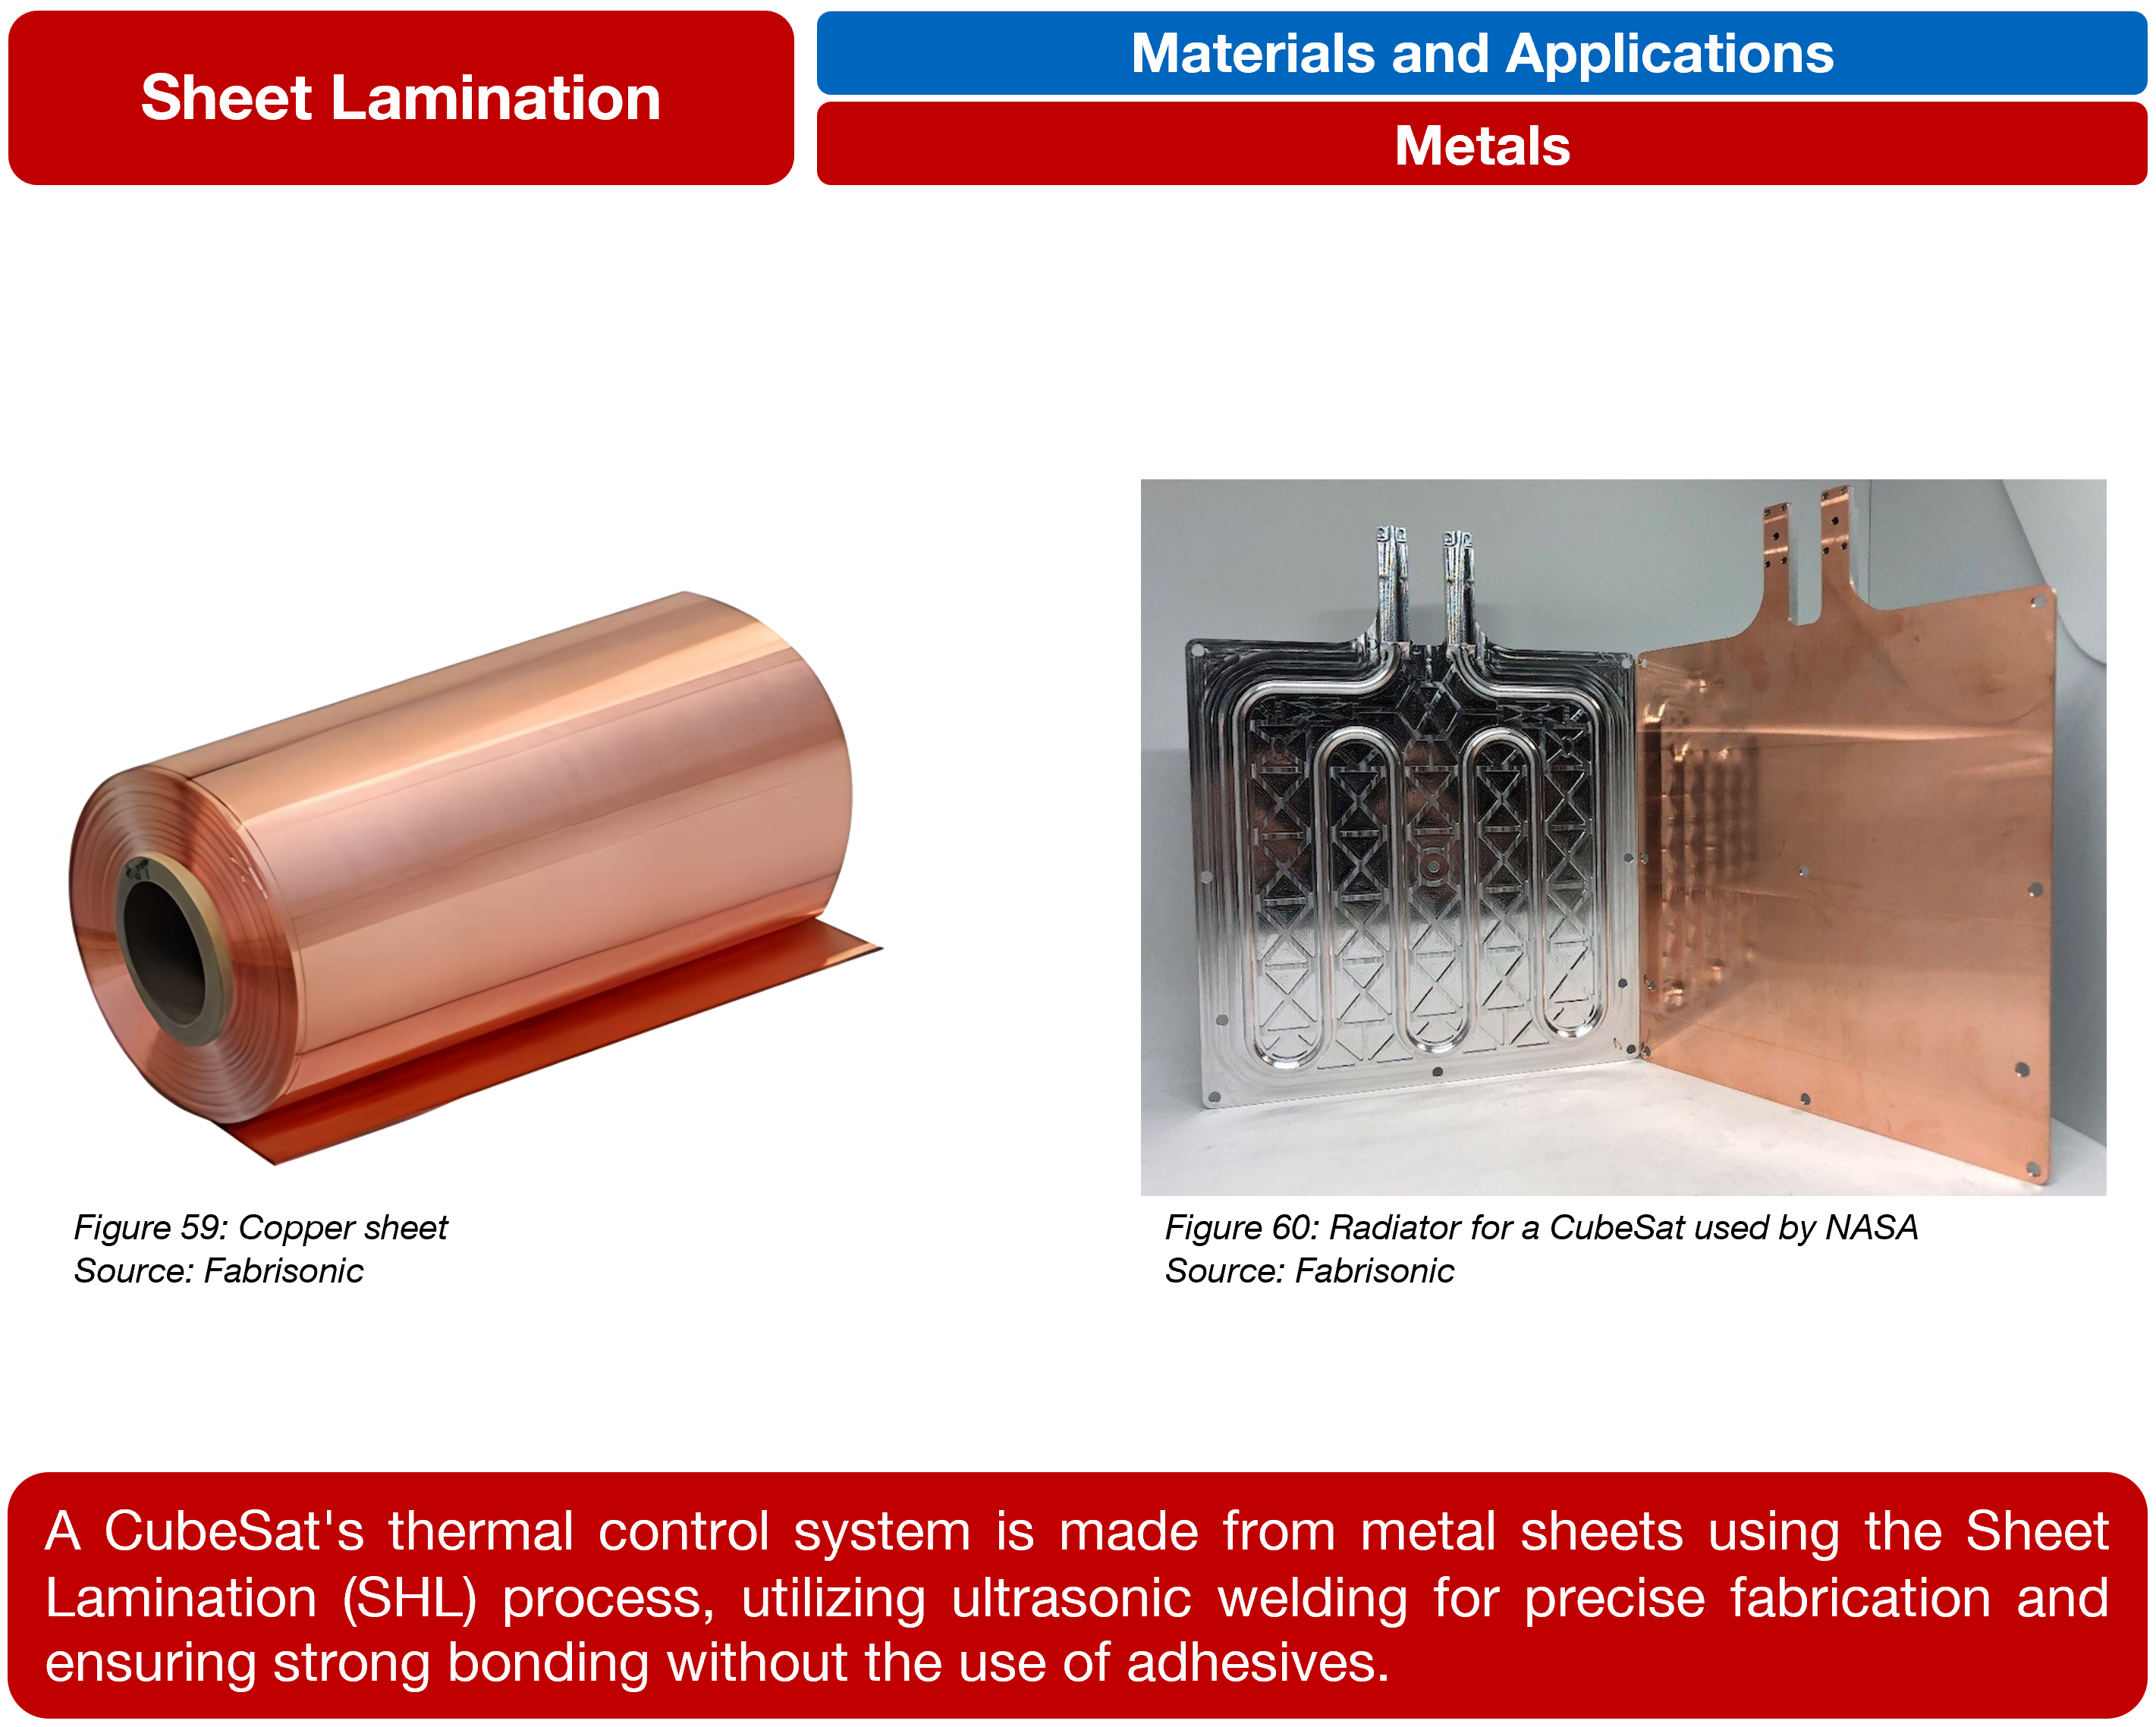 Sheet Lamination
Materials and Applications
Metals
Figure 59: Copper sheet
Source: Fabrisonic
Figure 60: Radiator for a CubeSat used by NASA
Source: Fabrisonic
A CubeSat's thermal control system is made from metal sheets using the Sheet
Lamination (SHL) process, utilizing ultrasonic welding for precise fabrication and
ensuring strong bonding without the use of adhesives.